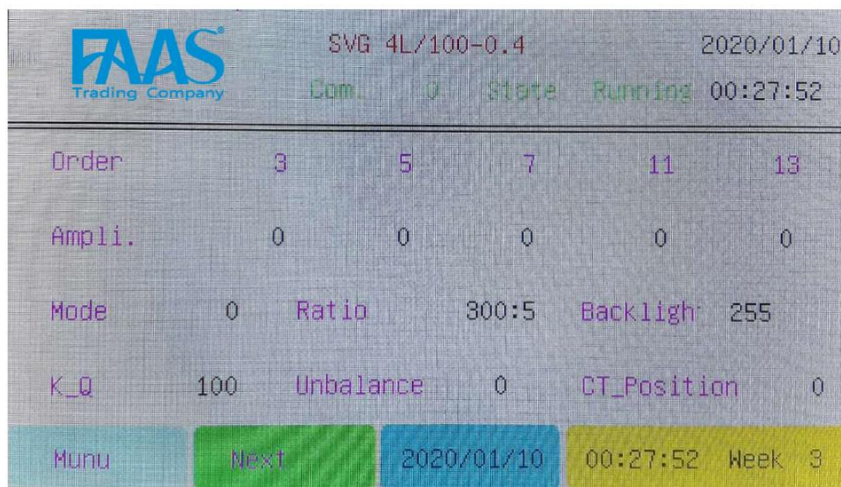 FAAS
Trading Company
SVG 4L/100-0.4 2020/01/10
Com. 0 State Running 00:27:52
Order 3 5 7 11 13
Ampli. 0 0 0 0 0
Mode 0 Ratio 300:5 Backligh 255
K_Q 100 Unbalance 0 CT_Position 0
Munu Next 2020/01/10 00:27:52 Week 3